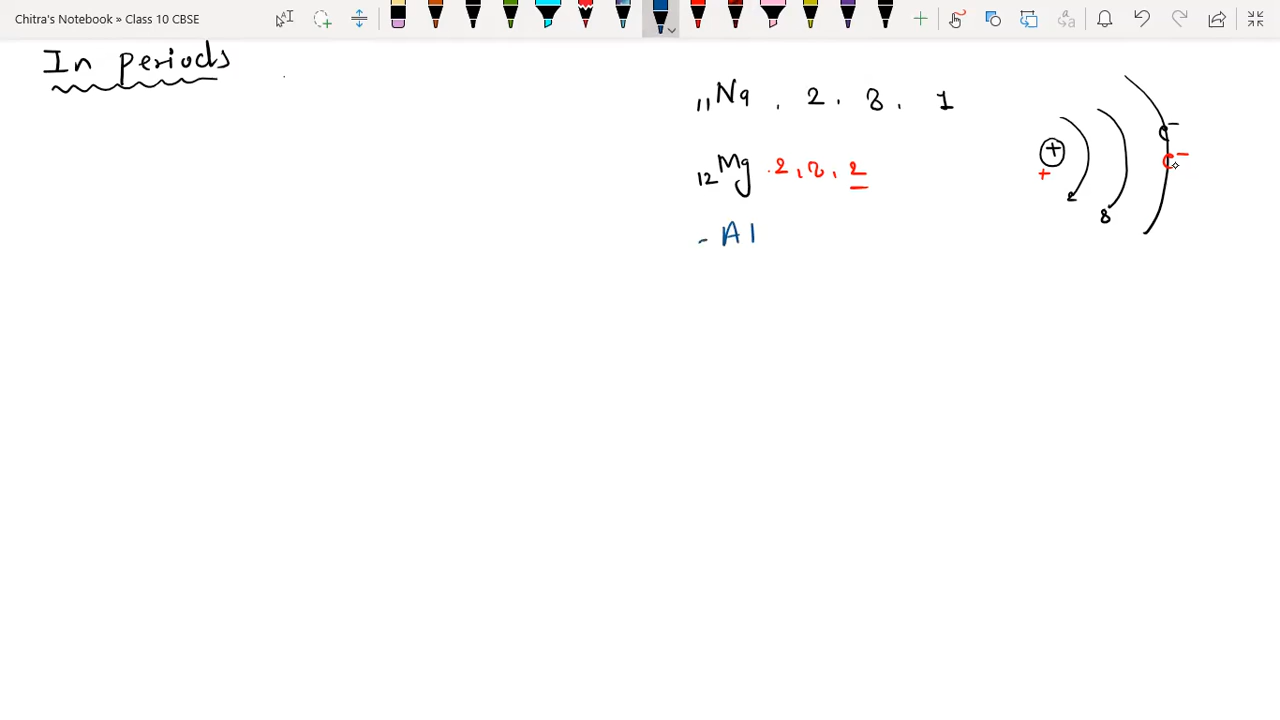 Chitra's Notebook » Class 10 CBSE
In periods
11Na . 2 . 8 . 1
12Mg . 2, 8, 2
- Al
+
+
2
8
e-
e-